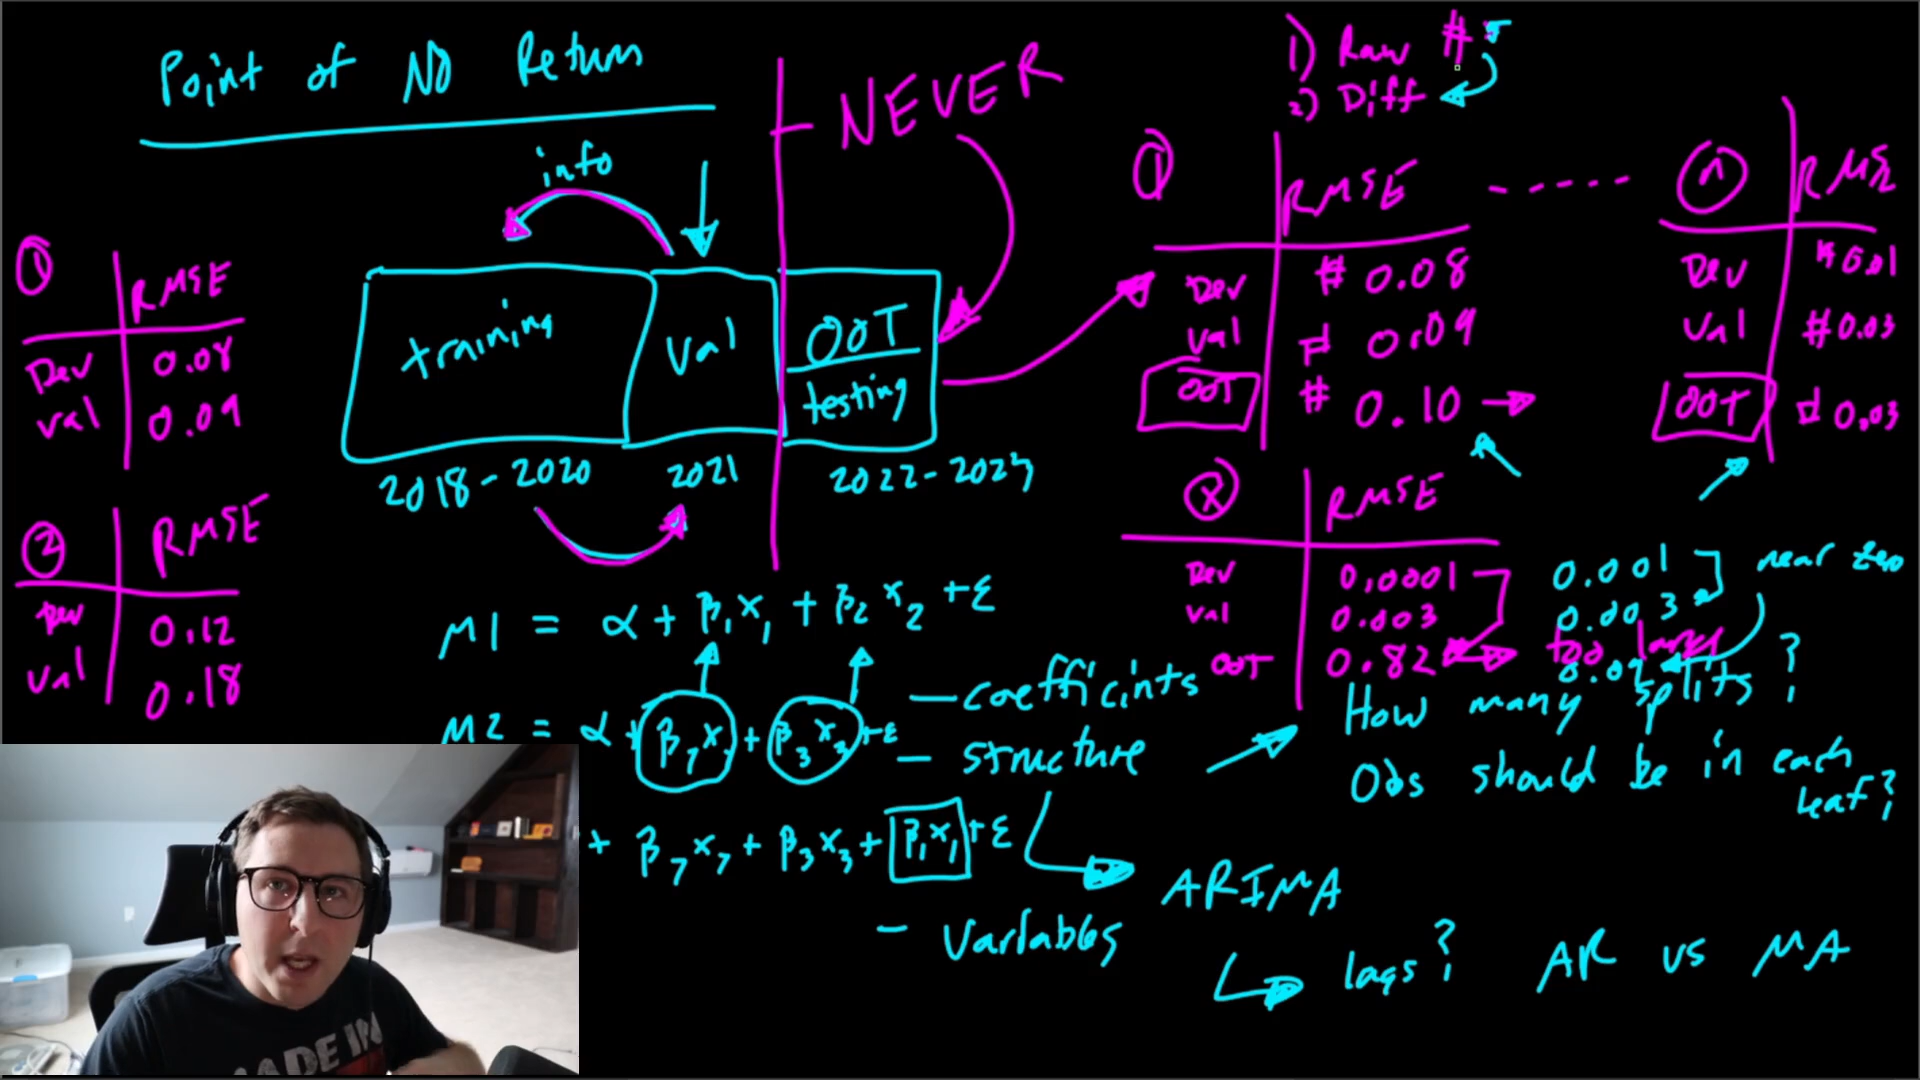 Point of NO Return
NEVER
1) Raw #s
2) Diff
info
training
val
OOT
testing
2018-2020
2021
2022-2023
1
RMSE
Dev 0.08
val 0.09
2
RMSE
Dev 0.12
val 0.18
1
RMSE
Dev # 0.08
val # 0.09
OOT # 0.10
n
RMSE
Dev # 0.01
val # 0.03
OOT # 0.03
x
RMSE
Dev 0.0001
val 0.003
OOT 0.82
too large
0.001
0.003
near zero
M1 = α + β₁x₁ + β₂x₂ + ε
M2 = α + β₇x₇ + β₃x₃ + ε
+ β₇x₇ + β₃x₃ + β₁x₁ + ε
- coefficints
- structure
- Variables
How many splits?
Obs should be in each
leaf?
ARIMA
lags? AR vs MA
MADE IN